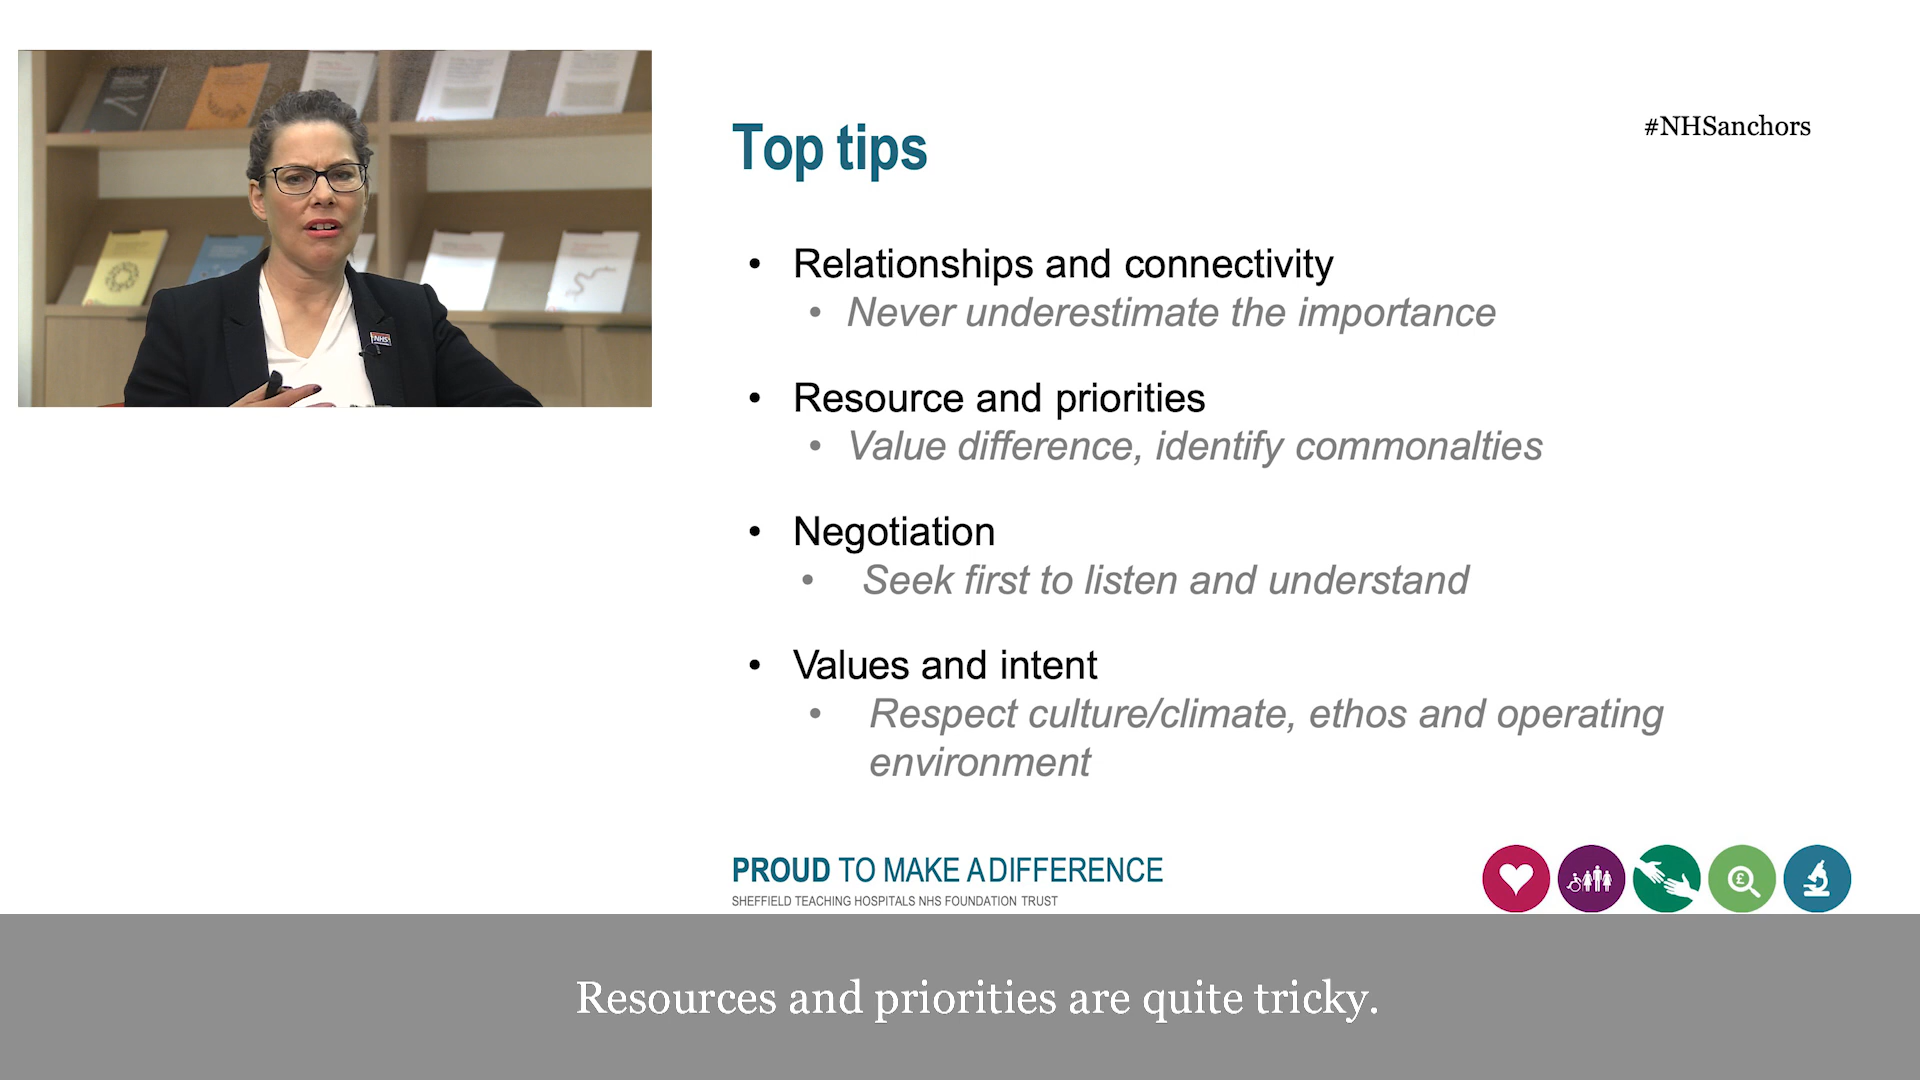 #NHSanchors
Top tips
• Relationships and connectivity
• Never underestimate the importance
• Resource and priorities
• Value difference, identify commonalties
• Negotiation
• Seek first to listen and understand
• Values and intent
• Respect culture/climate, ethos and operating
environment
PROUD TO MAKE A DIFFERENCE
SHEFFIELD TEACHING HOSPITALS NHS FOUNDATION TRUST
NHS
£
Resources and priorities are quite tricky.